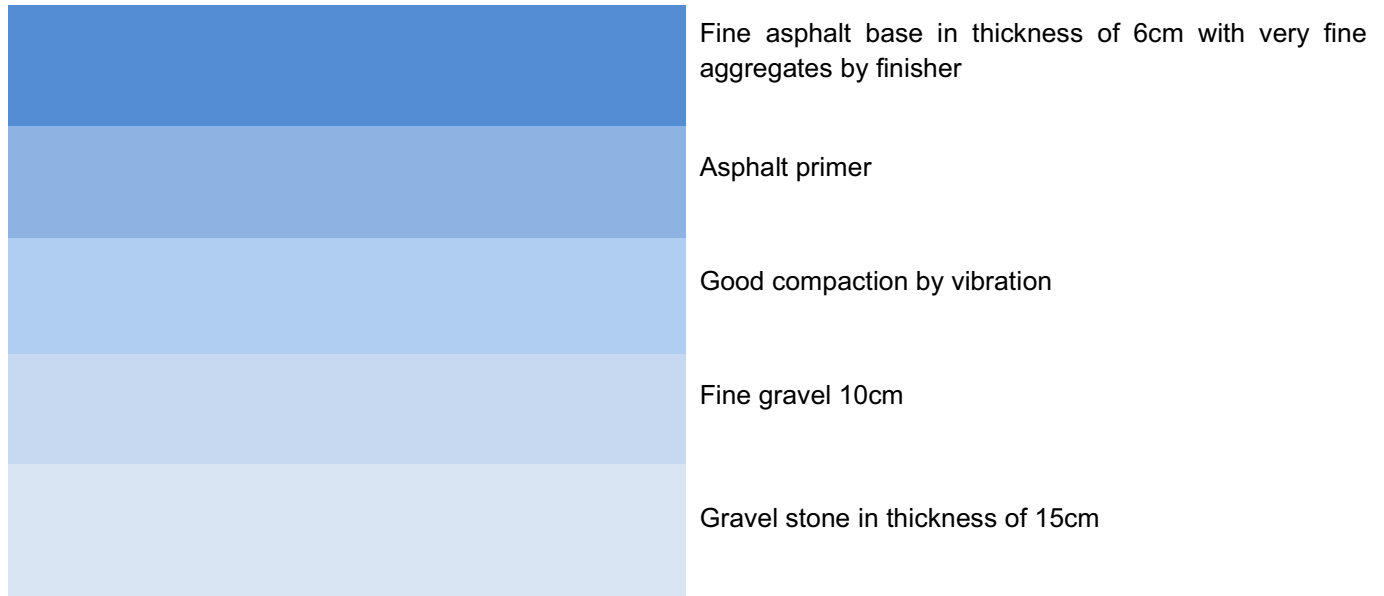 Fine asphalt base in thickness of 6cm with very fine
aggregates by finisher
Asphalt primer
Good compaction by vibration
Fine gravel 10cm
Gravel stone in thickness of 15cm